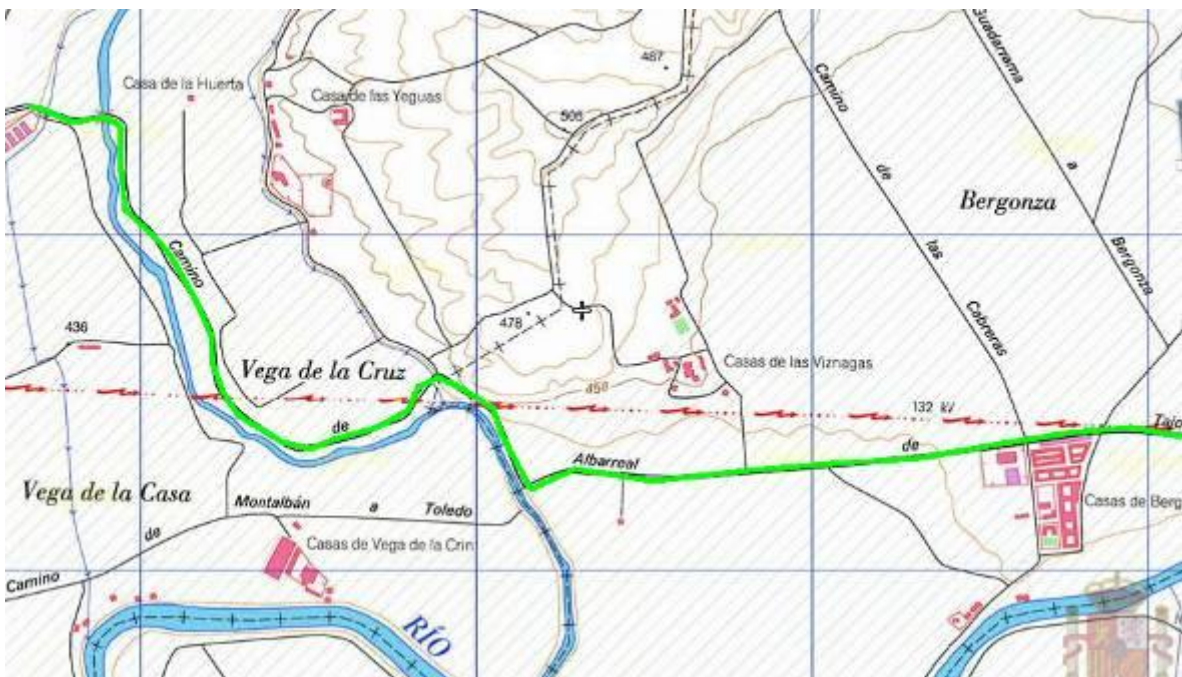 Casa de la Huerta
Casa de las Yeguas
487
506
Camino
de
las
Cabreras
Guadarrama
a
Bergonza
Bergonza
Camino
de
Albarreal
de
Tajo
436
478
458
Vega de la Cruz
Casas de las Viznagas
132 kV
Vega de la Casa
Camino
de
Montalbán
a
Toledo
Casas de Vega de la Crin
Casas de Berg
RÍO